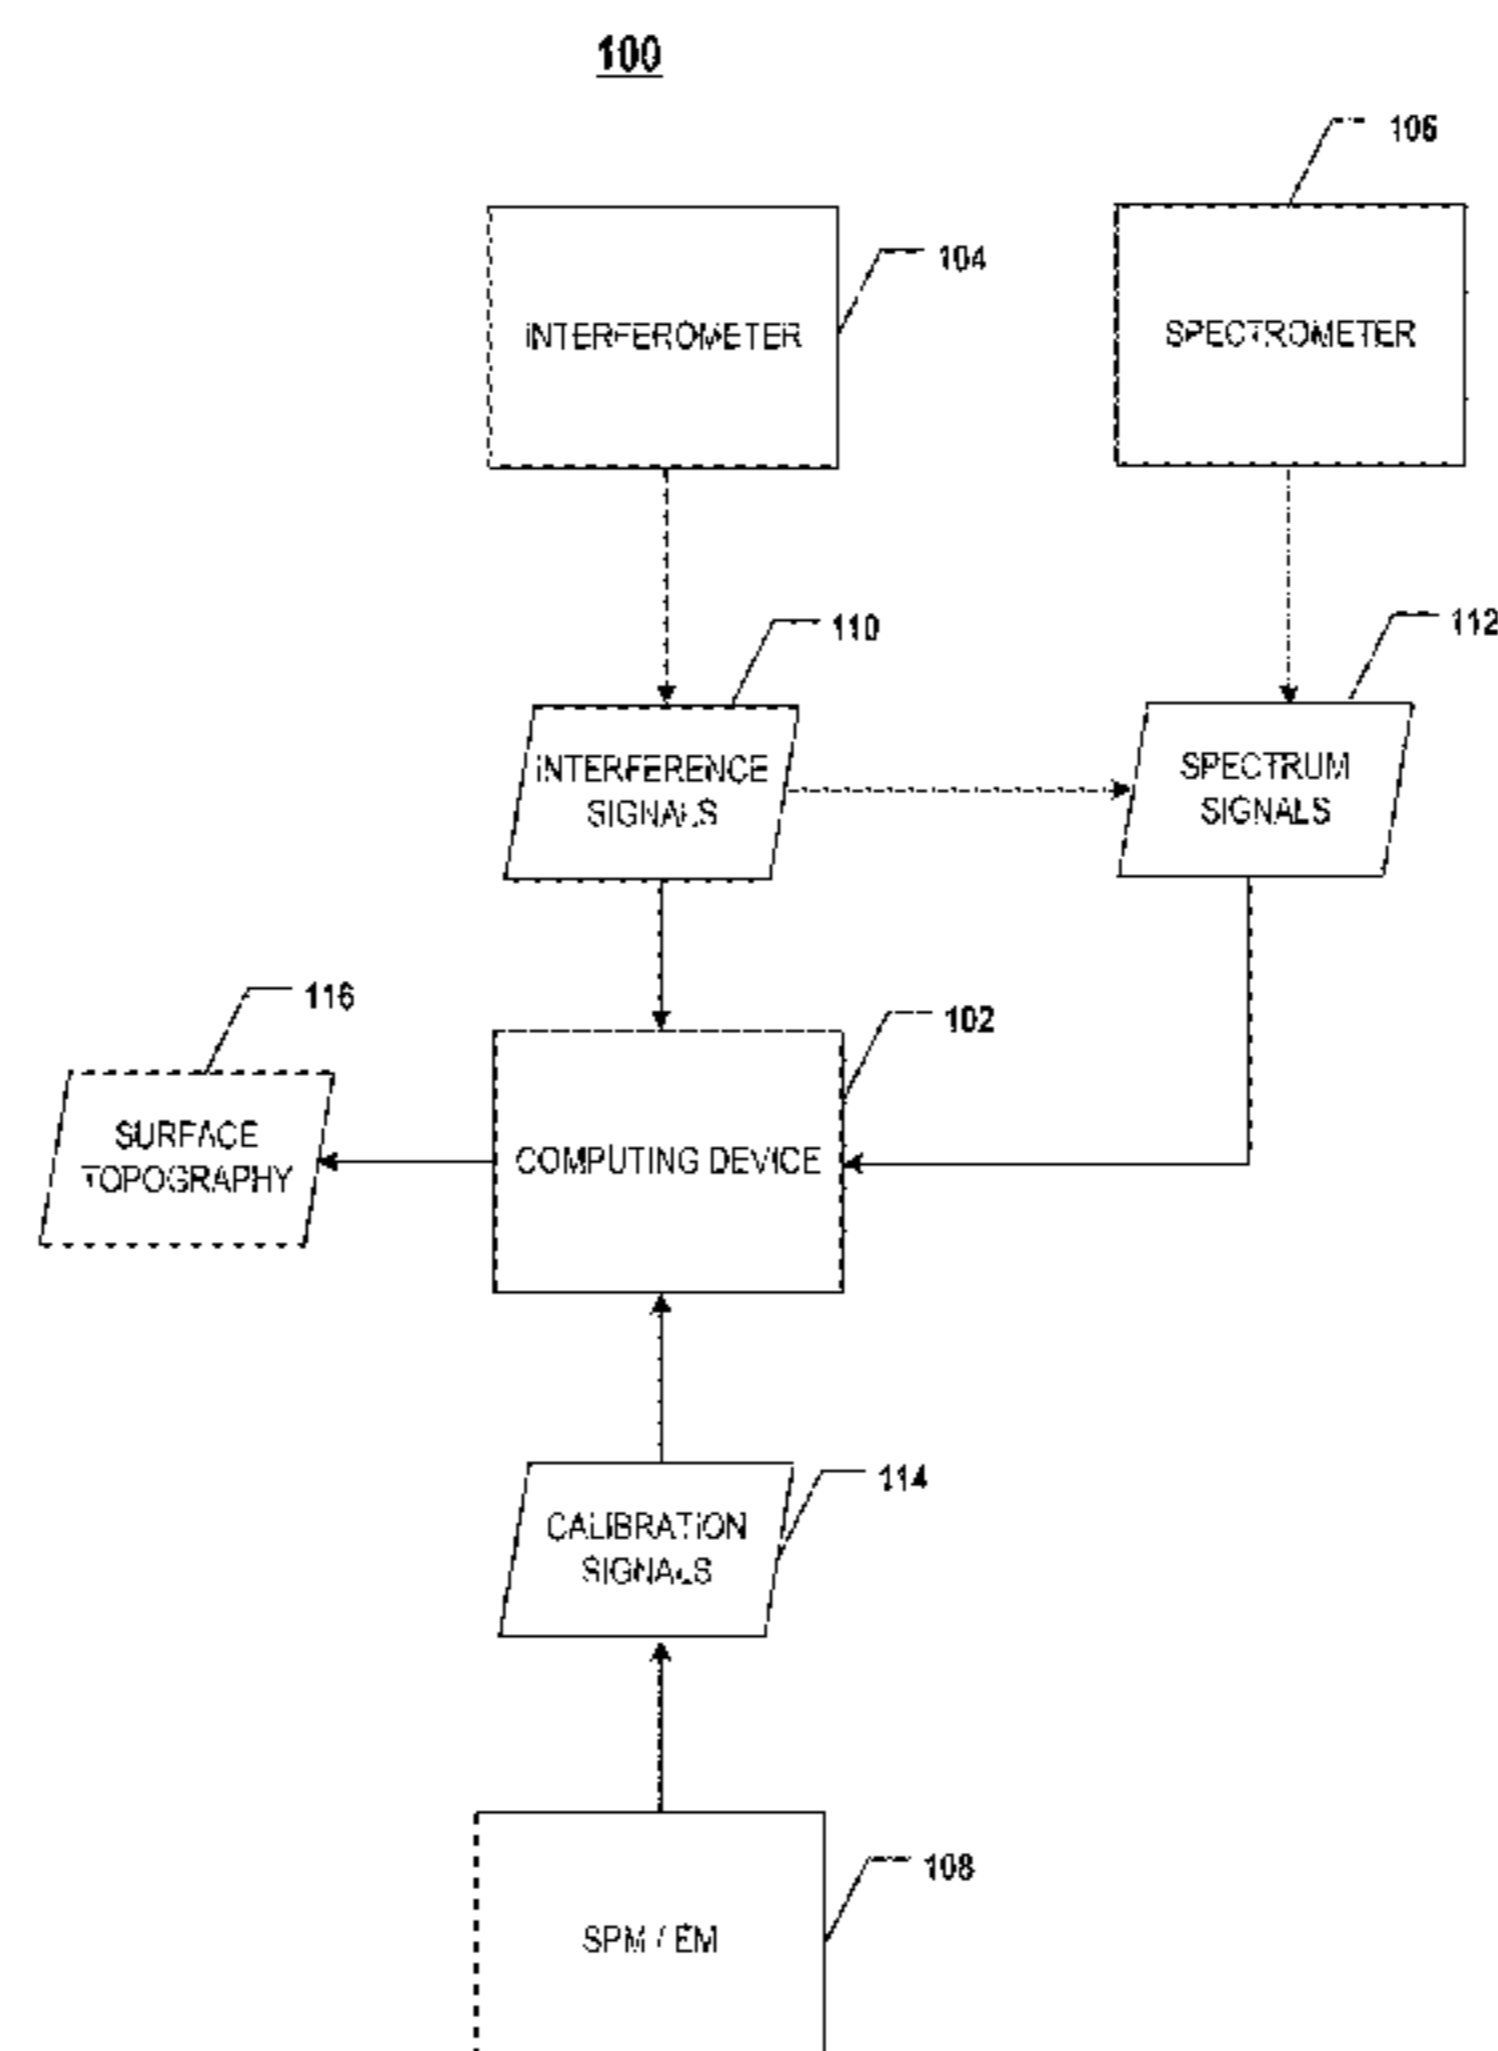 100
106
104
INTERFEROMETER
SPECTROMETER
110
112
INTERFERENCE
SIGNALS
SPECTRUM
SIGNALS
116
102
SURFACE
TOPOGRAPHY
COMPUTING DEVICE
114
CALIBRATION
SIGNALS
108
SPM / EM